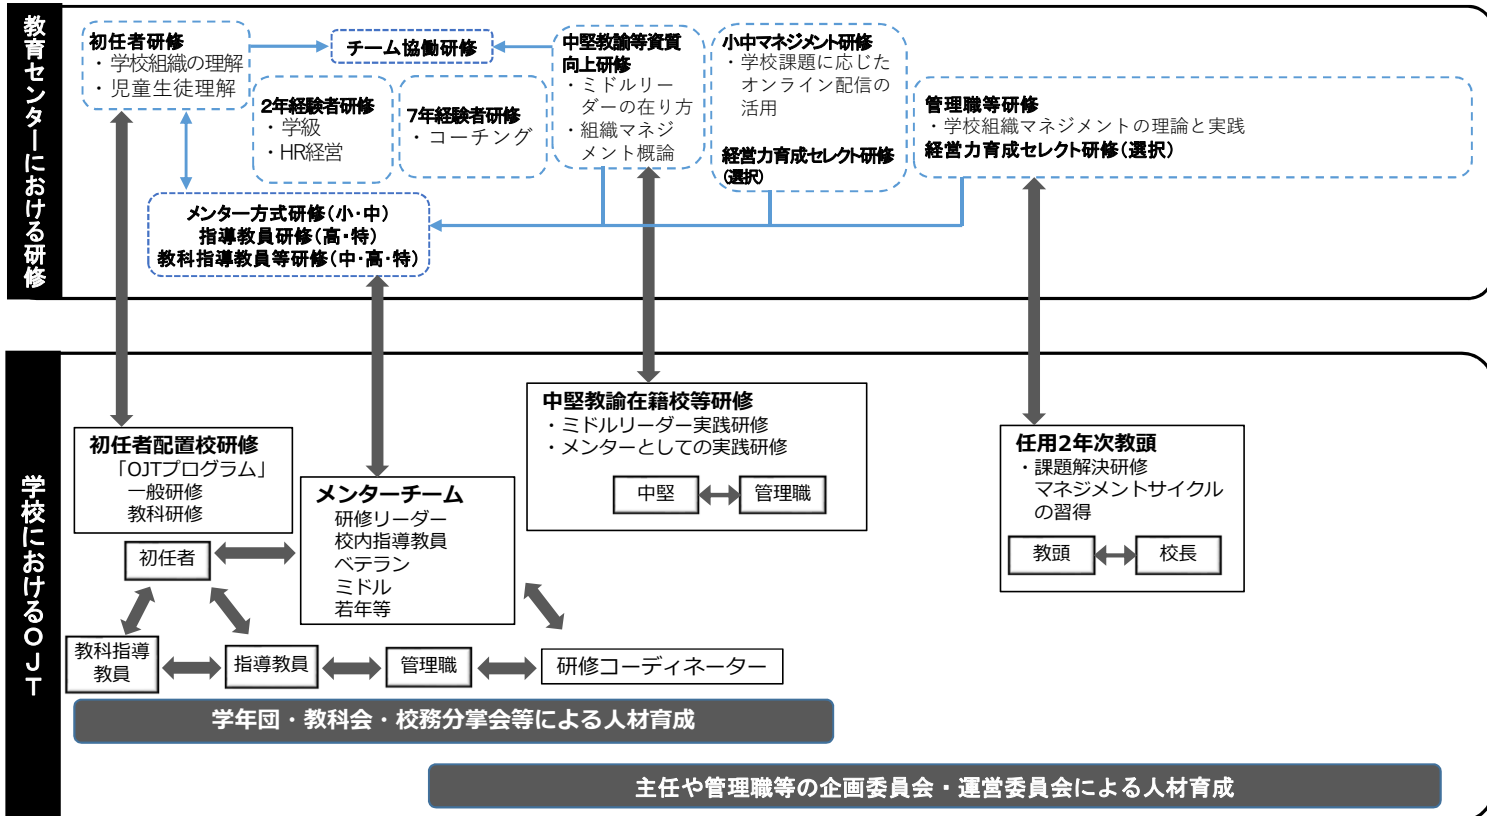 教育センターにおける研修
初任者研修
・学校組織の理解
・児童生徒理解
チーム協働研修
2年経験者研修
・学級
・HR経営
7年経験者研修
・コーチング
中堅教諭等資質
向上研修
・ミドルリー
ダーの在り方
・組織マネジ
メント概論
小中マネジメント研修
・学校課題に応じた
オンライン配信の
活用
経営力育成セレクト研修
(選択)
管理職等研修
・学校組織マネジメントの理論と実践
経営力育成セレクト研修(選択)
メンター方式研修(小・中)
指導教員研修(高・特)
教科指導教員等研修(中・高・特)
学校におけるOJT
初任者配置校研修
「OJTプログラム」
一般研修
教科研修
初任者
メンターチーム
研修リーダー
校内指導教員
ベテラン
ミドル
若年等
中堅教諭在籍校等研修
・ミドルリーダー実践研修
・メンターとしての実践研修
中堅
管理職
任用2年次教頭
・課題解決研修
マネジメントサイクル
の習得
教頭
校長
教科指導
教員
指導教員
管理職
研修コーディネーター
学年団・教科会・校務分掌会等による人材育成
主任や管理職等の企画委員会・運営委員会による人材育成